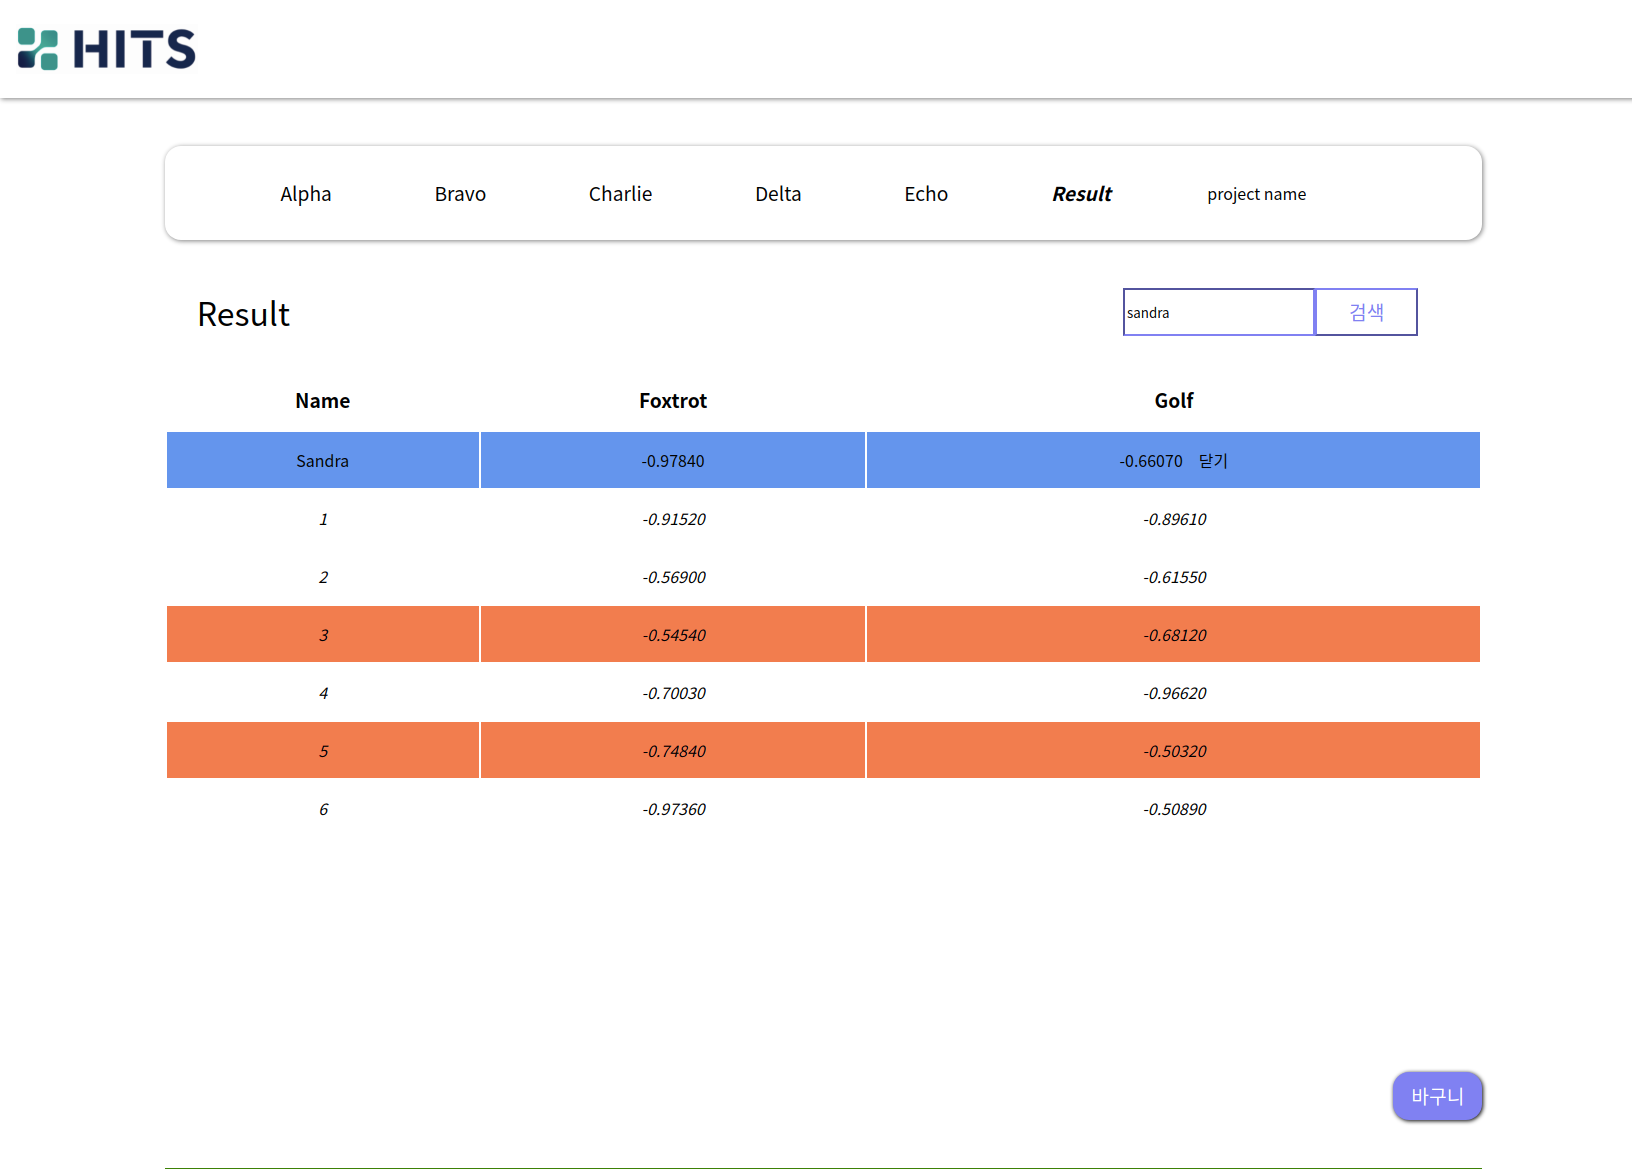 HITS
Alpha Bravo Charlie Delta Echo Result project name
Result sandra 검색
Name Foxtrot Golf
Sandra -0.97840 -0.66070 닫기
1 -0.91520 -0.89610
2 -0.56900 -0.61550
3 -0.54540 -0.68120
4 -0.70030 -0.96620
5 -0.74840 -0.50320
6 -0.97360 -0.50890
바구니